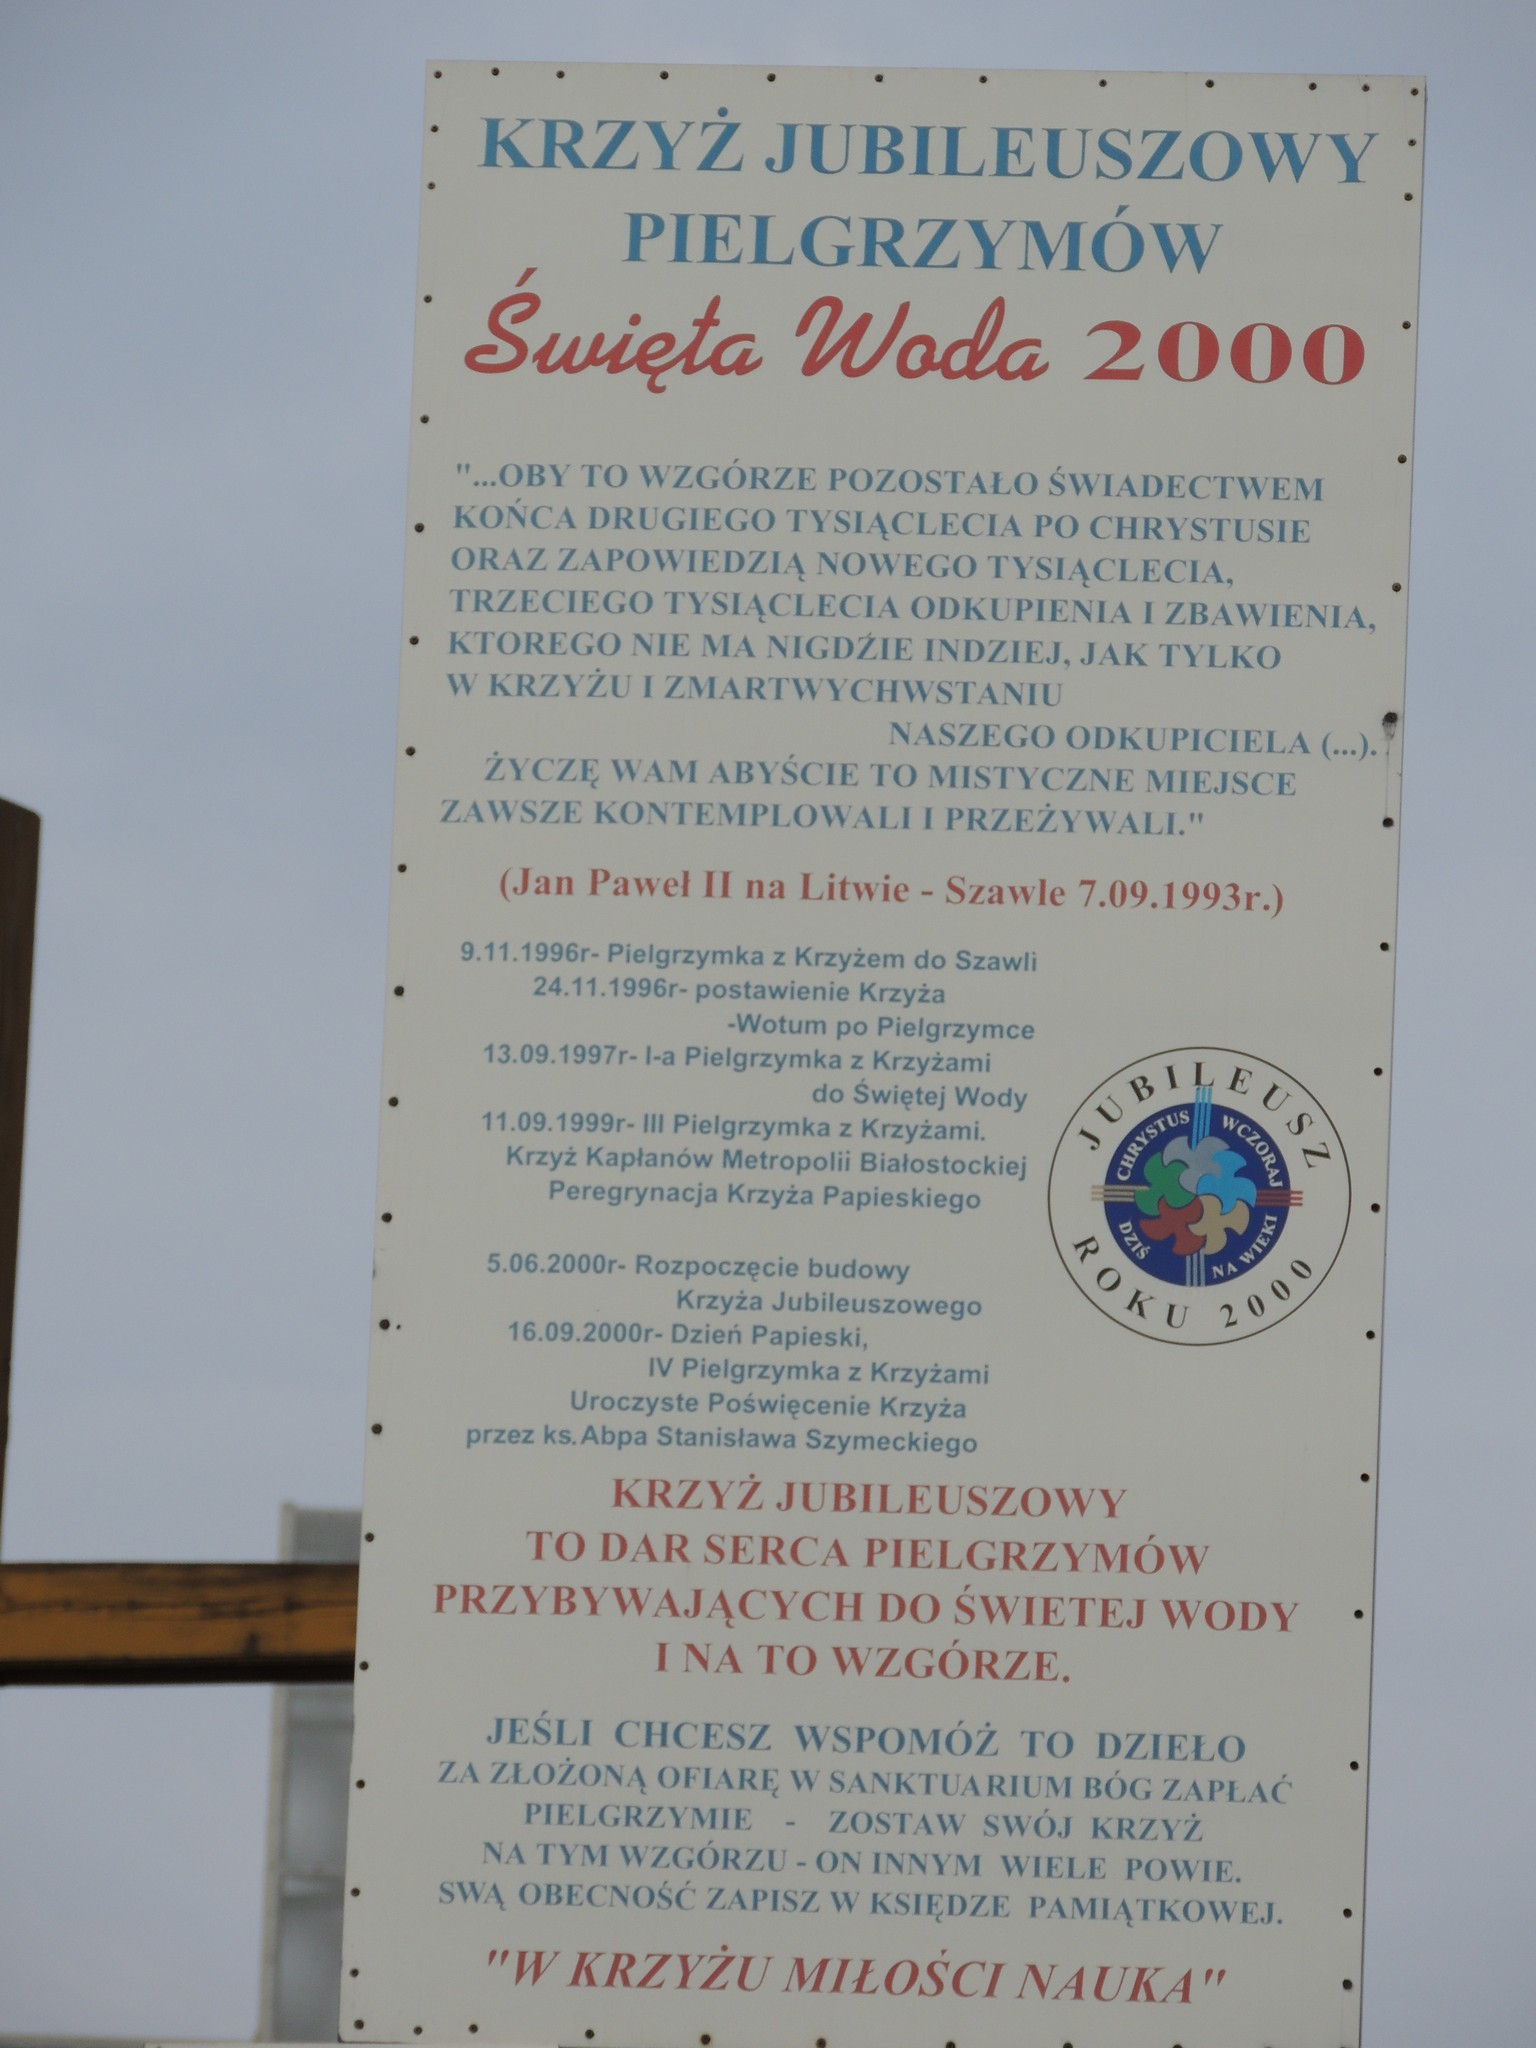 KRZYŻ JUBILEUSZOWY
PIELGRZYMÓW
Święta Woda 2000
"...OBY TO WZGÓRZE POZOSTAŁO ŚWIADECTWEM
KOŃCA DRUGIEGO TYSIĄCLECIA PO CHRYSTUSIE
ORAZ ZAPOWIEDZIĄ NOWEGO TYSIĄCLECIA,
TRZECIEGO TYSIĄCLECIA ODKUPIENIA I ZBAWIENIA,
KTOREGO NIE MA NIGDŹIE INDZIEJ, JAK TYLKO
W KRZYŻU I ZMARTWYCHWSTANIU
NASZEGO ODKUPICIELA (...).
ŻYCZĘ WAM ABYŚCIE TO MISTYCZNE MIEJSCE
ZAWSZE KONTEMPLOWALI I PRZEŻYWALI."
(Jan Paweł II na Litwie - Szawle 7.09.1993r.)
9.11.1996r- Pielgrzymka z Krzyżem do Szawli
24.11.1996r- postawienie Krzyża
-Wotum po Pielgrzymce
13.09.1997r- I-a Pielgrzymka z Krzyżami
do Świętej Wody
11.09.1999r- III Pielgrzymka z Krzyżami.
Krzyż Kapłanów Metropolii Białostockiej
Peregrynacja Krzyża Papieskiego
5.06.2000r- Rozpoczęcie budowy
Krzyża Jubileuszowego
16.09.2000r- Dzień Papieski,
IV Pielgrzymka z Krzyżami
Uroczyste Poświęcenie Krzyża
przez ks. Abpa Stanisława Szymeckiego
JUBILEUSZ
CHRYSTUS WCZORAJ
DZIŚ NA WIEKI
ROKU 2000
KRZYŻ JUBILEUSZOWY
TO DAR SERCA PIELGRZYMÓW
PRZYBYWAJĄCYCH DO ŚWIETEJ WODY
I NA TO WZGÓRZE.
JEŚLI CHCESZ WSPOMÓŻ TO DZIEŁO
ZA ZŁOŻONĄ OFIARĘ W SANKTUARIUM BÓG ZAPŁAĆ
PIELGRZYMIE - ZOSTAW SWÓJ KRZYŻ
NA TYM WZGÓRZU - ON INNYM WIELE POWIE.
SWĄ OBECNOŚĆ ZAPISZ W KSIĘDZE PAMIĄTKOWEJ.
"W KRZYŻU MIŁOŚCI NAUKA"